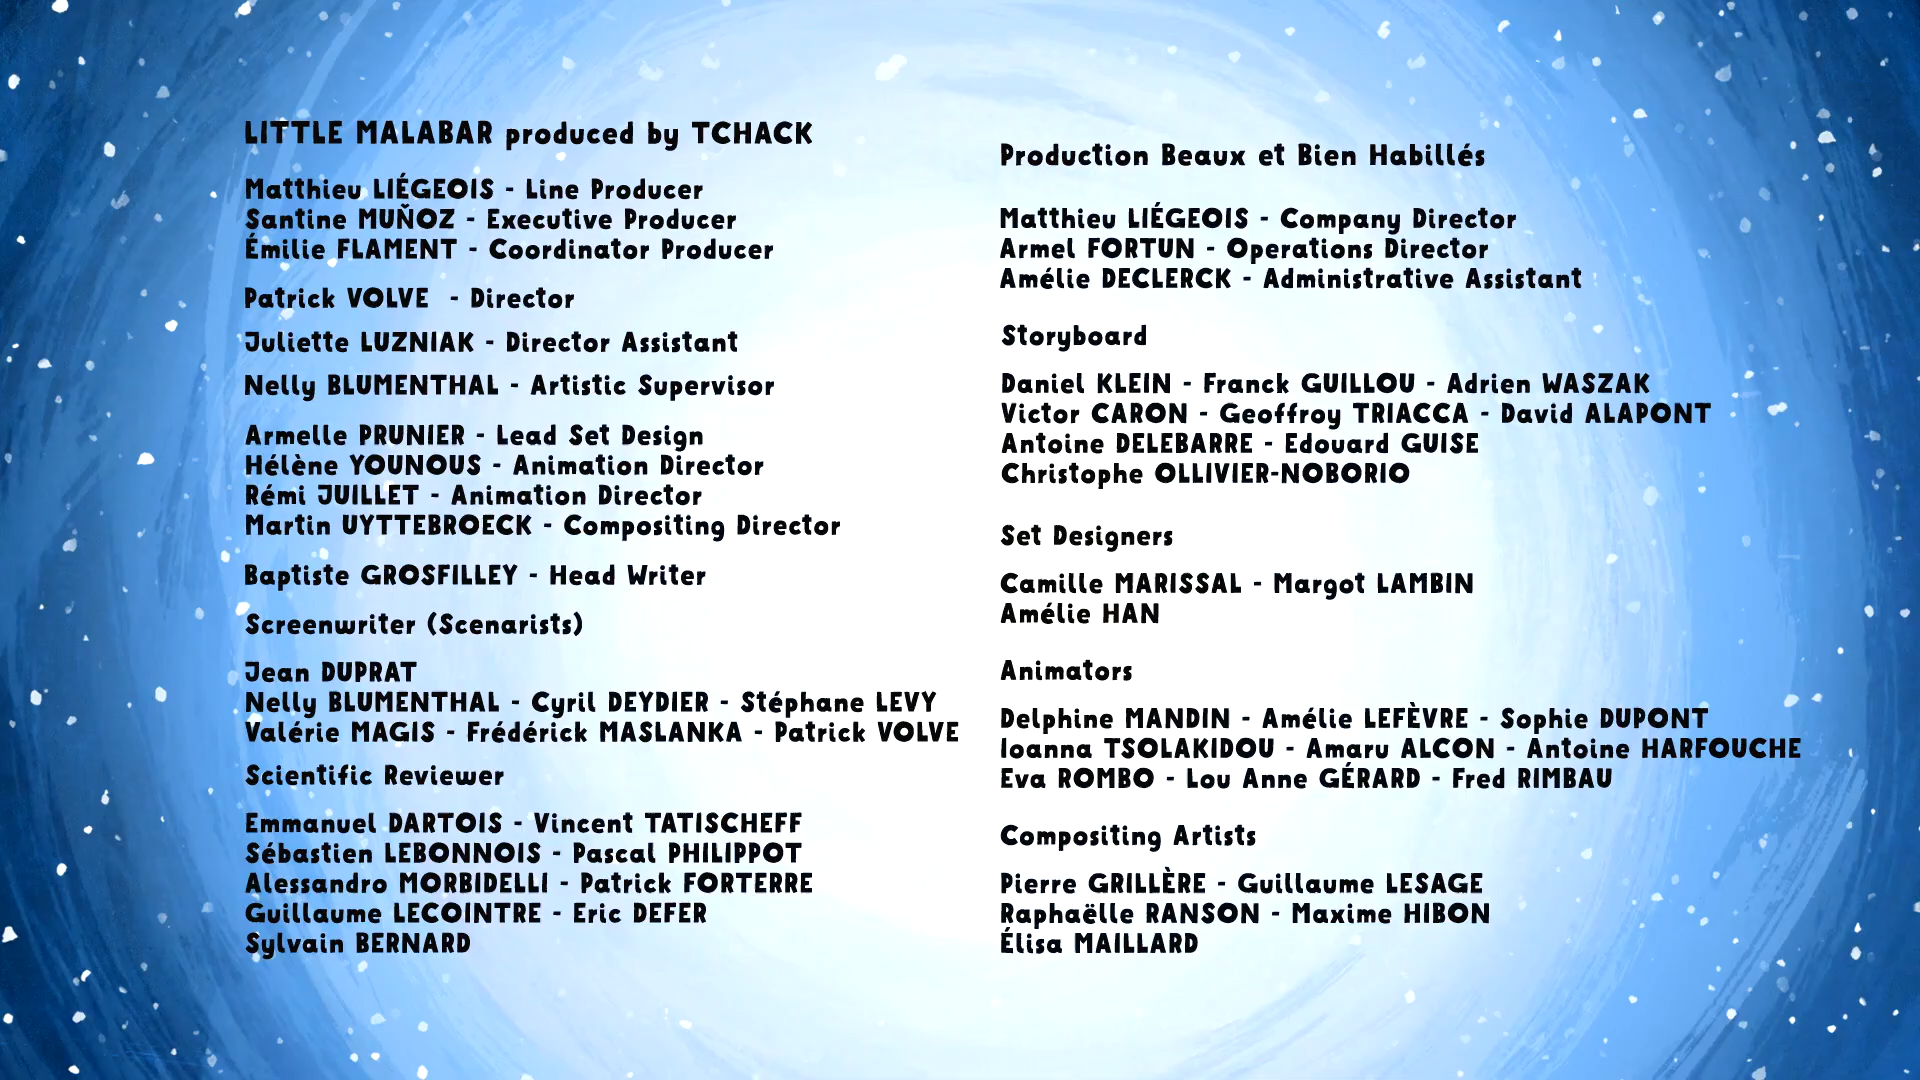 LITTLE MALABAR produced by TCHACK
Matthieu LIÉGEOIS - Line Producer
Santine MUÑOZ - Executive Producer
Émilie FLAMENT - Coordinator Producer
Patrick VOLVE - Director
Juliette LUZNIAK - Director Assistant
Nelly BLUMENTHAL - Artistic Supervisor
Armelle PRUNIER - Lead Set Design
Hélène YOUNOUS - Animation Director
Rémi JUILLET - Animation Director
Martin UYTTEBROECK - Compositing Director
Baptiste GROSFILLEY - Head Writer
Screenwriter (Scenarists)
Jean DUPRAT
Nelly BLUMENTHAL - Cyril DEYDIER - Stéphane LEVY
Valérie MAGIS - Frédérick MASLANKA - Patrick VOLVE
Scientific Reviewer
Emmanuel DARTOIS - Vincent TATISCHEFF
Sébastien LEBONNOIS - Pascal PHILIPPOT
Alessandro MORBIDELLI - Patrick FORTERRE
Guillaume LECOINTRE - Eric DEFER
Sylvain BERNARD
Production Beaux et Bien Habillés
Matthieu LIÉGEOIS - Company Director
Armel FORTUN - Operations Director
Amélie DECLERCK - Administrative Assistant
Storyboard
Daniel KLEIN - Franck GUILLOU - Adrien WASZAK
Victor CARON - Geoffroy TRIACCA - David ALAPONT
Antoine DELEBARRE - Edouard GUISE
Christophe OLLIVIER-NOBORIO
Set Designers
Camille MARISSAL - Margot LAMBIN
Amélie HAN
Animators
Delphine MANDIN - Amélie LEFÈVRE - Sophie DUPONT
Ioanna TSOLAKIDOU - Amaru ALCON - Antoine HARFOUCHE
Eva ROMBO - Lou Anne GÉRARD - Fred RIMBAU
Compositing Artists
Pierre GRILLÈRE - Guillaume LESAGE
Raphaëlle RANSON - Maxime HIBON
Élisa MAILLARD